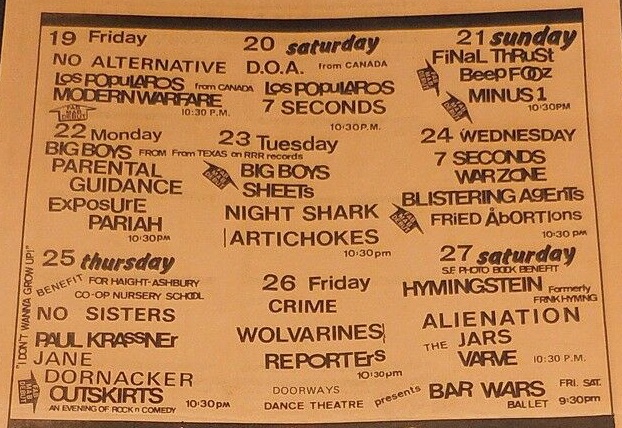 19 Friday
NO ALTERNATIVE
Los PopulAROS from CANADA
MODERN WARFARE
10:30 P.M.
20 saturday
D.O.A. from CANADA
Los PopulAROS
7 SECONDS
10:30 P.M.
21 sunday
FiNAL THRuSt
BeeP FOOz
MINUS 1
10:30PM
22 Monday
BIG BOYS FROM From TEXAS on RRR records
PARENTAL
GUIDANCE
ExPosUrE
PARIAH
10:30pm
23 Tuesday
BIG BOYS
SHEETs
NIGHT SHARK
ARTICHOKES
10:30pm
24 WEDNESDAY
7 SECONDS
WARZONE
BLISTERING AgEnTs
FRiED AbORTIons
10:30 pm
"I DON'T WANNA GROW UP!"
25 thursday
BENEFIT FOR HAIGHT-ASHBURY
CO-OP NURSERY SCHOOL
NO SISTERS
PAUL KRASSNEr
JANE
DORNACKER
OUTSKIRTS
AN EVENING OF ROCK n COMEDY
10:30pm
26 Friday
CRIME
WOLVARINES
REPORTErS
10:30pm
27 saturday
S.F. PHOTO BOOK BENEFIT
HYMINGSTEIN Formerly
FRNK HYMNG
ALIENATION
THE JARS
VARVE 10:30 P.M.
DOORWAYS
DANCE THEATRE presents BAR WARS
BALLET
FRI. SAT.
9:30pm